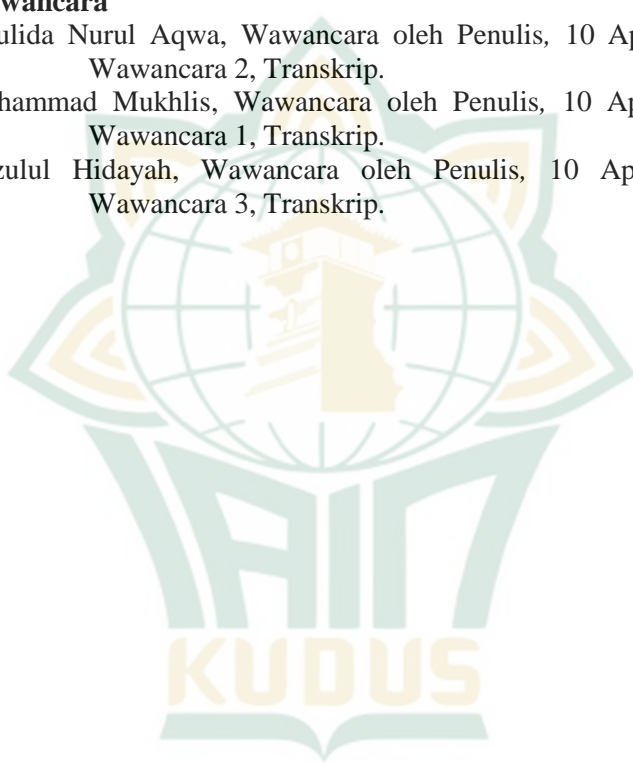 wancara
ulida Nurul Aqwa, Wawancara oleh Penulis, 10 Ap
Wawancara 2, Transkrip.
hammad Mukhlis, Wawancara oleh Penulis, 10 Ap
Wawancara 1, Transkrip.
zulul Hidayah, Wawancara oleh Penulis, 10 Ap
Wawancara 3, Transkrip.
IAIN
KUDUS